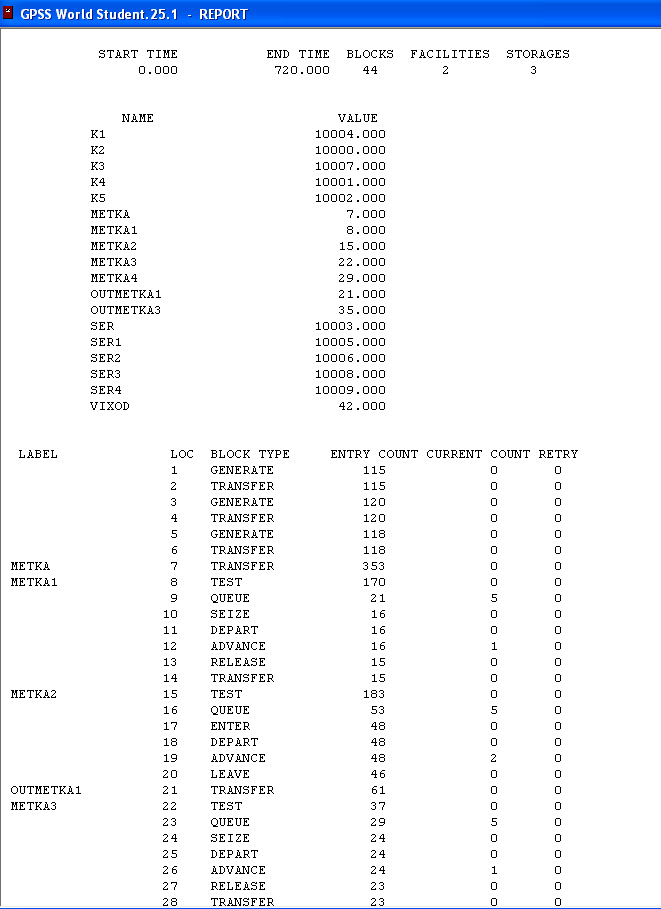 GPSS World Student.25.1 - REPORT
START TIME END TIME BLOCKS FACILITIES STORAGES
0.000 720.000 44 2 3
NAME VALUE
K1 10004.000
K2 10000.000
K3 10007.000
K4 10001.000
K5 10002.000
METKA 7.000
METKA1 8.000
METKA2 15.000
METKA3 22.000
METKA4 29.000
OUTMETKA1 21.000
OUTMETKA3 35.000
SER 10003.000
SER1 10005.000
SER2 10006.000
SER3 10008.000
SER4 10009.000
VIXOD 42.000
LABEL LOC BLOCK TYPE ENTRY COUNT CURRENT COUNT RETRY
1 GENERATE 115 0 0
2 TRANSFER 115 0 0
3 GENERATE 120 0 0
4 TRANSFER 120 0 0
5 GENERATE 118 0 0
6 TRANSFER 118 0 0
METKA 7 TRANSFER 353 0 0
METKA1 8 TEST 170 0 0
9 QUEUE 21 5 0
10 SEIZE 16 0 0
11 DEPART 16 0 0
12 ADVANCE 16 1 0
13 RELEASE 15 0 0
14 TRANSFER 15 0 0
METKA2 15 TEST 183 0 0
16 QUEUE 53 5 0
17 ENTER 48 0 0
18 DEPART 48 0 0
19 ADVANCE 48 2 0
20 LEAVE 46 0 0
OUTMETKA1 21 TRANSFER 61 0 0
METKA3 22 TEST 37 0 0
23 QUEUE 29 5 0
24 SEIZE 24 0 0
25 DEPART 24 0 0
26 ADVANCE 24 1 0
27 RELEASE 23 0 0
28 TRANSFER 23 0 0